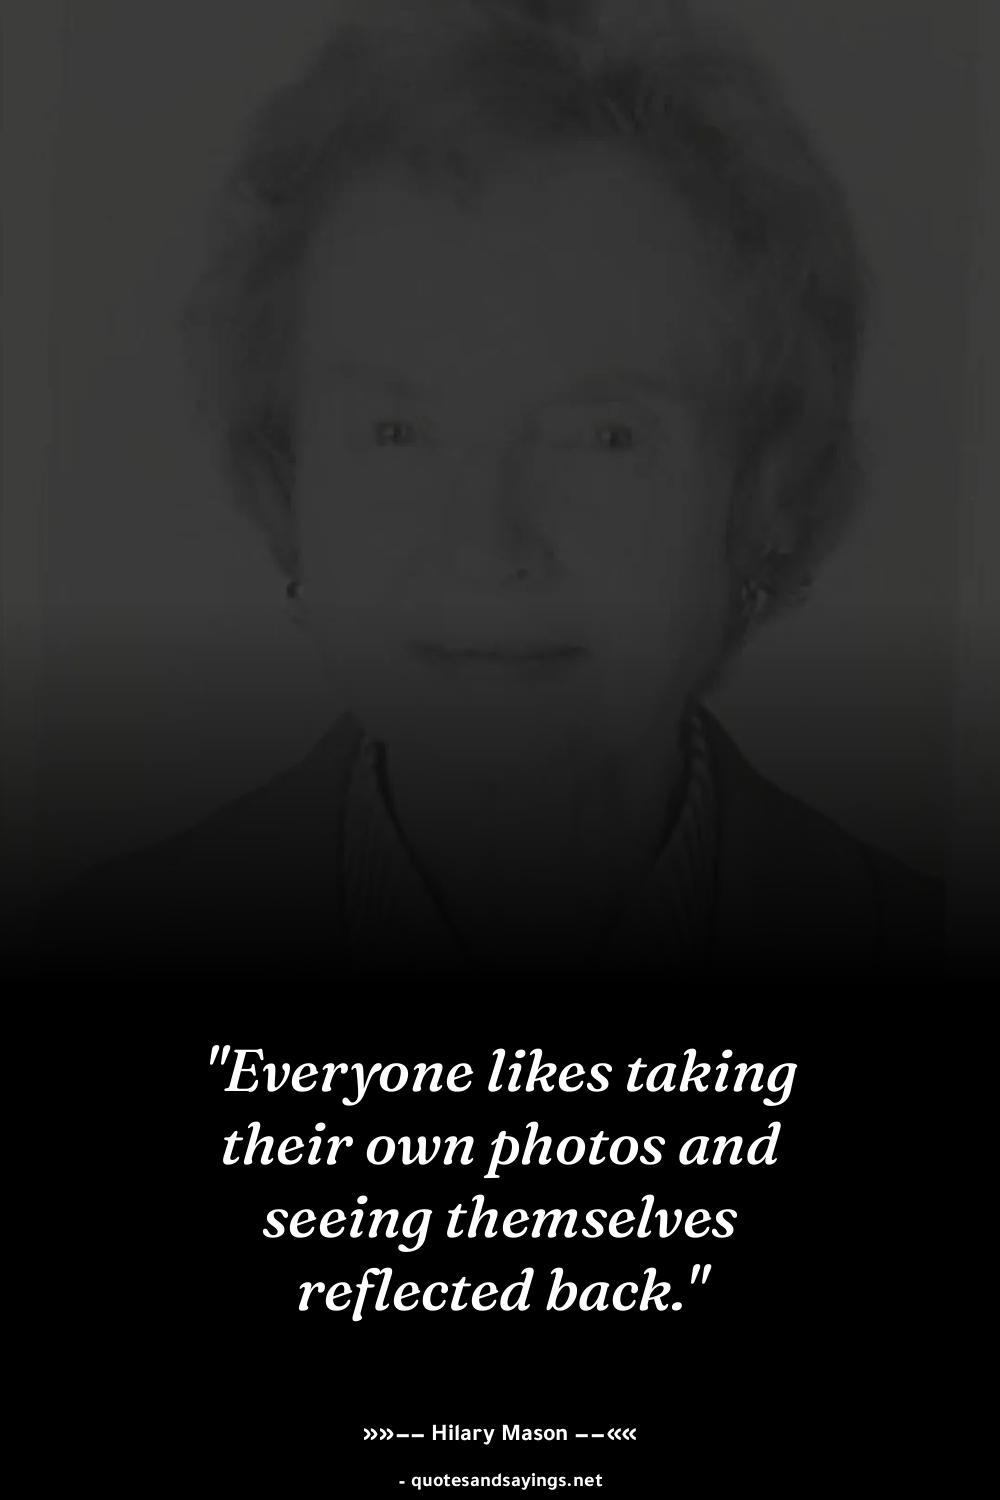 "Everyone likes taking
their own photos and
seeing themselves
reflected back."
»»—— Hilary Mason ——««
- quotesandsayings.net